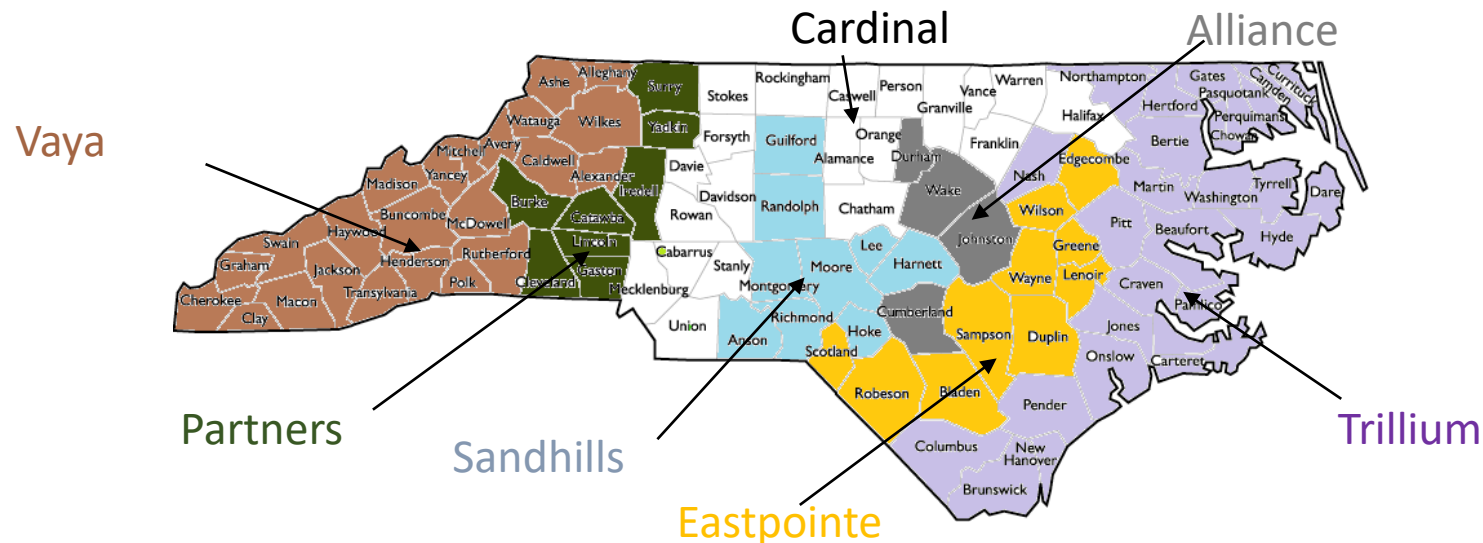 Cardinal
Alliance
Vaya
Partners
Sandhills
Eastpointe
Trillium
Ashe
Alleghany
Surry
Stokes
Rockingham
Caswell
Person
Granville
Vance
Warren
Northampton
Gates
Pasquotank
Camden
Currituck
Halifax
Hertford
Perquimans
Chowan
Watauga
Wilkes
Yadkin
Forsyth
Guilford
Alamance
Orange
Durham
Franklin
Nash
Edgecombe
Bertie
Mitchel
Avery
Caldwell
Alexander
Iredell
Davie
Davidson
Randolph
Chatham
Wake
Wilson
Martin
Washington
Tyrrell
Dare
Madison
Yancey
Burke
Catawba
Rowan
Lee
Johnston
Greene
Pitt
Beaufort
Hyde
Buncombe
McDowell
Haywood
Swain
Lincoln
Cabarrus
Stanly
Moore
Harnett
Wayne
Lenoir
Craven
Pamlico
Graham
Jackson
Henderson
Rutherford
Gaston
Cleveland
Mecklenburg
Montgomery
Cherokee
Macon
Transylvania
Polk
Clay
Union
Anson
Richmond
Scotland
Hoke
Cumberland
Sampson
Duplin
Jones
Onslow
Carteret
Robeson
Bladen
Pender
Columbus
New
Hanover
Brunswick